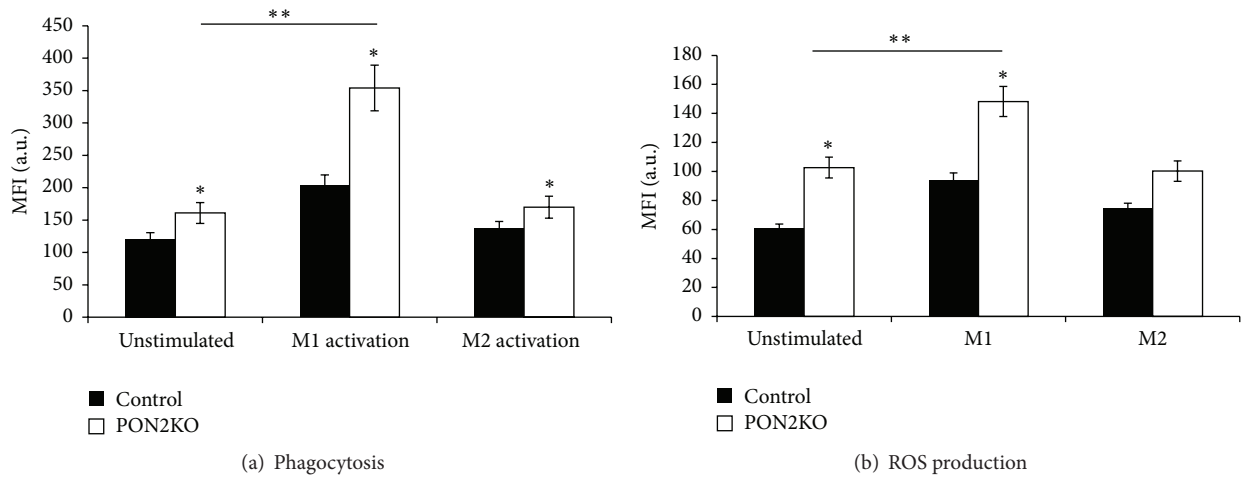 **
450
400
350
300
250
200
150
100
50
0
MFI (a.u.)
*
*
*
Unstimulated
M1 activation
M2 activation
Control
PON2KO
(a) Phagocytosis
**
180
160
140
120
100
80
60
40
20
0
MFI (a.u.)
*
*
Unstimulated
M1
M2
Control
PON2KO
(b) ROS production